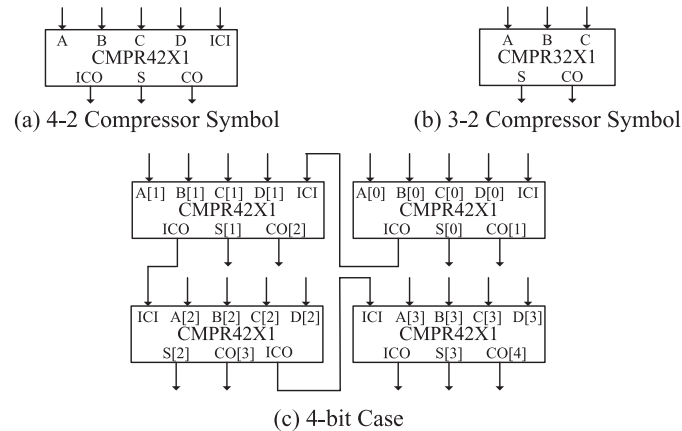 A B C D ICI
CMPR42X1
ICO S CO
(a) 4-2 Compressor Symbol
A B C
CMPR32X1
S CO
(b) 3-2 Compressor Symbol
A[1] B[1] C[1] D[1] ICI
CMPR42X1
ICO S[1] CO[2]
A[0] B[0] C[0] D[0] ICI
CMPR42X1
ICO S[0] CO[1]
ICI A[2] B[2] C[2] D[2]
CMPR42X1
S[2] CO[3] ICO
ICI A[3] B[3] C[3] D[3]
CMPR42X1
ICO S[3] CO[4]
(c) 4-bit Case